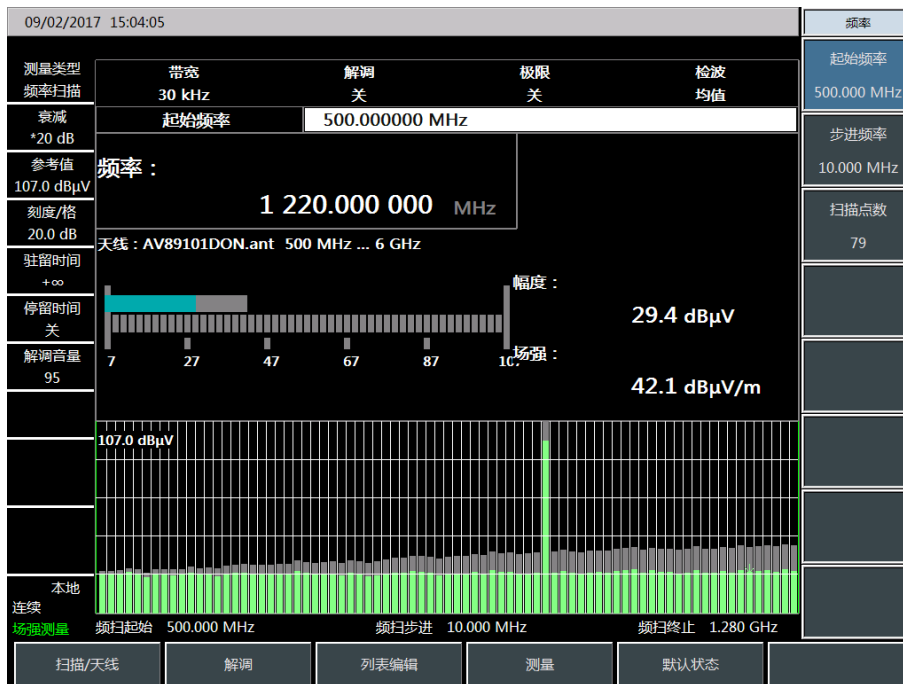 09/02/2017 15:04:05
频率
测量类型
频率扫描
带宽 解调 极限 检波
30 kHz 关 关 均值
起始频率 500.000000 MHz
衰减
*20 dB
参考值
107.0 dBμV
刻度/格
20.0 dB
驻留时间
+∞
停留时间
关
解调音量
95
频率：
1 220.000 000 MHz
天线：AV89101DON.ant 500 MHz ... 6 GHz
幅度：
29.4 dBμV
7 27 47 67 87
场强：
42.1 dBμV/m
107.0 dBμV
本地
连续
场强测量
频扫起始 500.000 MHz 频扫步进 10.000 MHz 频扫终止 1.280 GHz
起始频率
500.000 MHz
步进频率
10.000 MHz
扫描点数
79
扫描/天线 解调 列表编辑 测量 默认状态